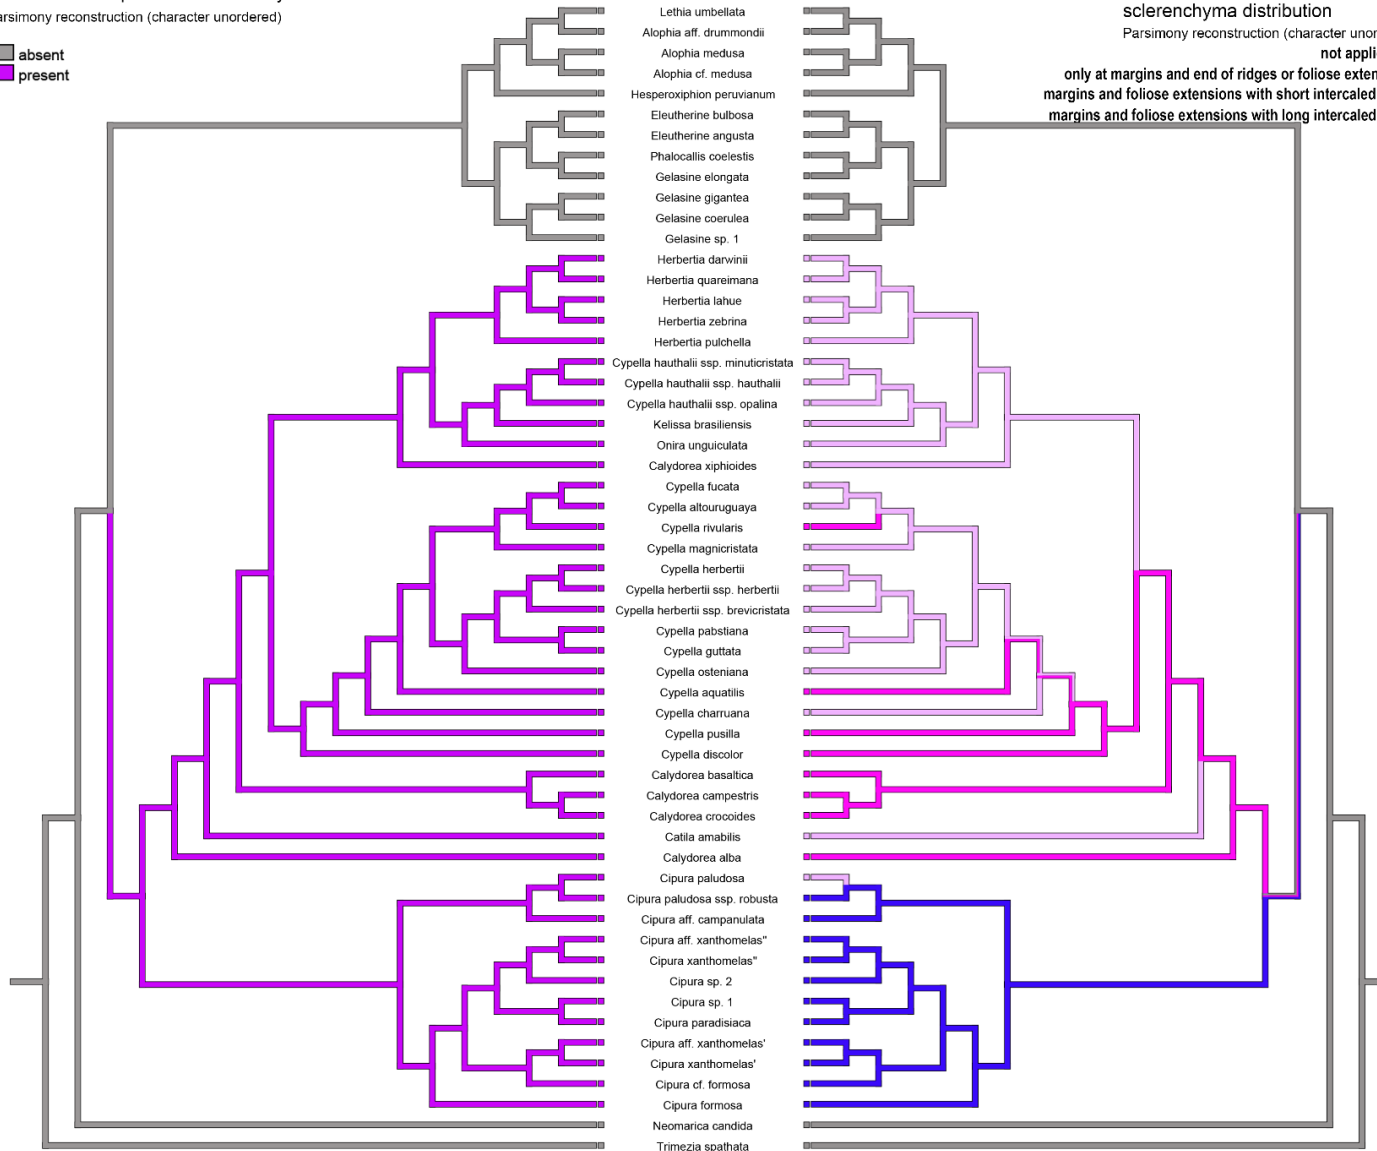 parsimony reconstruction (character unordered)
absent
present
sclerenchyma distribution
Parsimony reconstruction (character unor
not appli
only at margins and end of ridges or foliose exten
margins and foliose extensions with short intercaled
margins and foliose extensions with long intercaled
Lethia umbellata
Alophia aff. drummondii
Alophia medusa
Alophia cf. medusa
Hesperoxiphion peruvianum
Eleutherine bulbosa
Eleutherine angusta
Phalocallis coelestis
Gelasine elongata
Gelasine gigantea
Gelasine coerulea
Gelasine sp. 1
Herbertia darwinii
Herbertia quareimana
Herbertia lahue
Herbertia zebrina
Herbertia pulchella
Cypella hauthalii ssp. minuticristata
Cypella hauthalii ssp. hauthalii
Cypella hauthalii ssp. opalina
Kelissa brasiliensis
Onira unguiculata
Calydorea xiphioides
Cypella fucata
Cypella altouruguaya
Cypella rivularis
Cypella magnicristata
Cypella herbertii
Cypella herbertii ssp. herbertii
Cypella herbertii ssp. brevicristata
Cypella pabstiana
Cypella guttata
Cypella osteniana
Cypella aquatilis
Cypella charruana
Cypella pusilla
Cypella discolor
Calydorea basaltica
Calydorea campestris
Calydorea crocoides
Catila amabilis
Calydorea alba
Cipura paludosa
Cipura paludosa ssp. robusta
Cipura aff. campanulata
Cipura aff. xanthomelas"
Cipura xanthomelas"
Cipura sp. 2
Cipura sp. 1
Cipura paradisiaca
Cipura aff. xanthomelas'
Cipura xanthomelas'
Cipura cf. formosa
Cipura formosa
Neomarica candida
Trimezia spathata